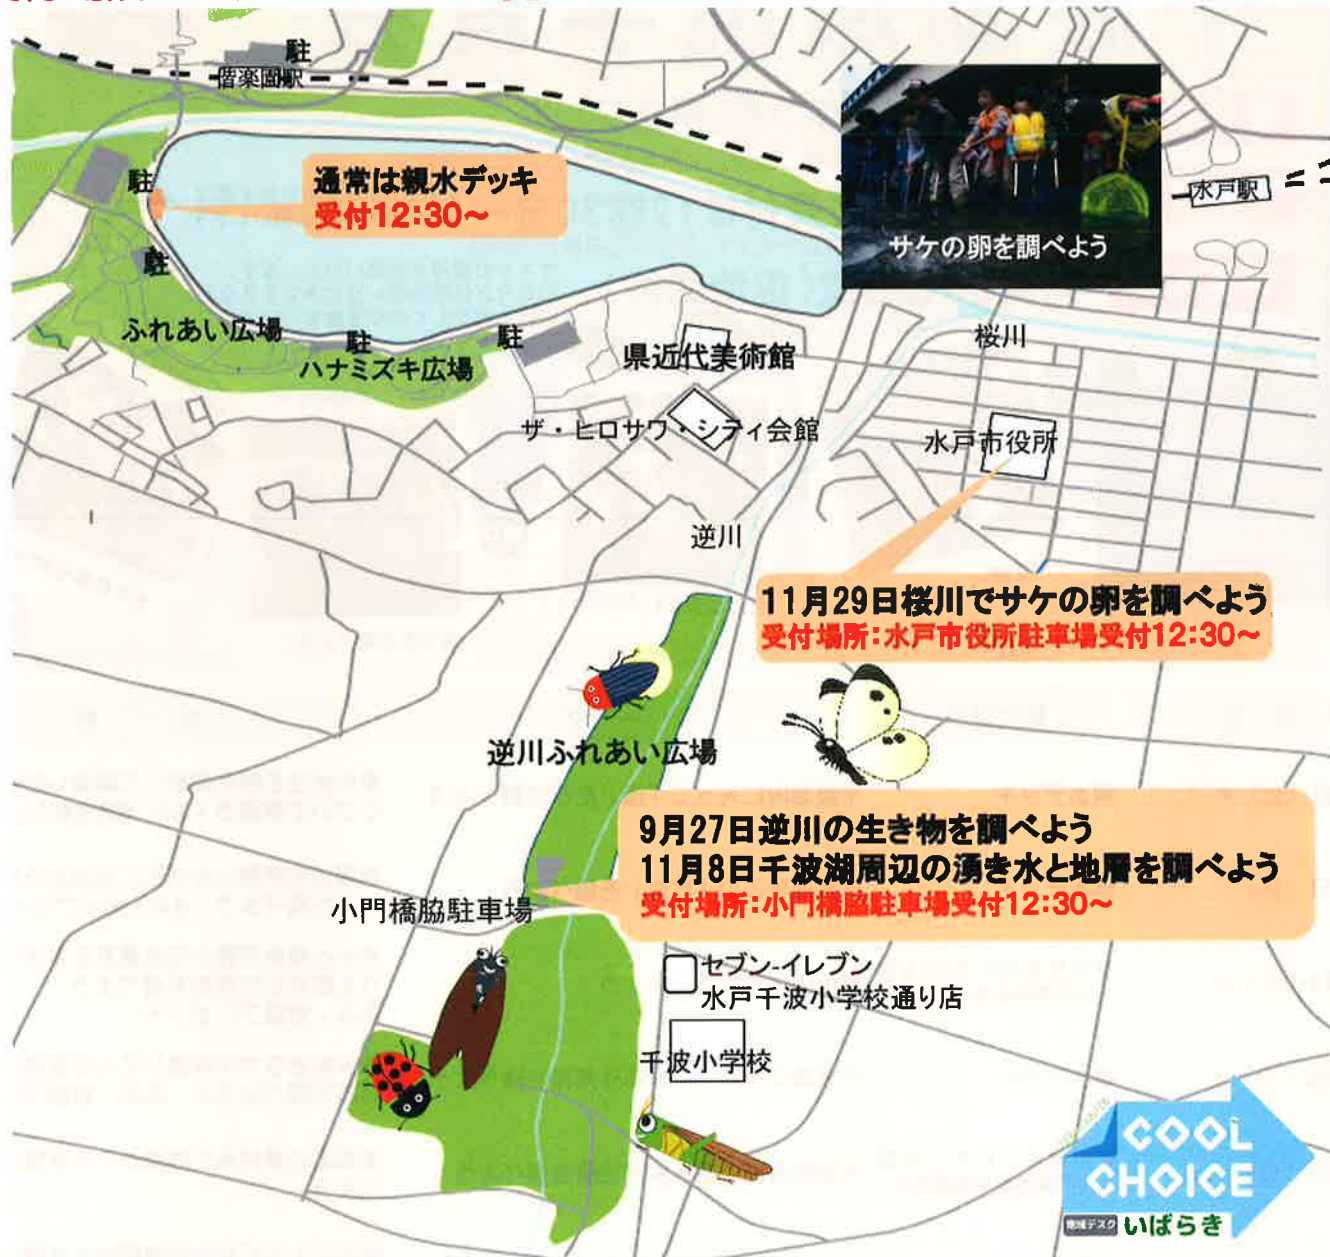 駐
偕楽園駅
通常は親水デッキ
受付12:30～
駐
駐
ふれあい広場
駐
ハナミズキ広場
駐
サケの卵を調べよう
水戸駅
県近代美術館
桜川
ザ・ヒロサワ・シティ会館
水戸市役所
逆川
11月29日桜川でサケの卵を調べよう
受付場所:水戸市役所駐車場受付12:30～
逆川ふれあい広場
9月27日逆川の生き物を調べよう
11月8日千波湖周辺の湧き水と地層を調べよう
受付場所:小門橋脇駐車場受付12:30～
小門橋脇駐車場
セブン-イレブン
水戸千波小学校通り店
千波小学校
COOL
CHOICE
地域デスク いばらき